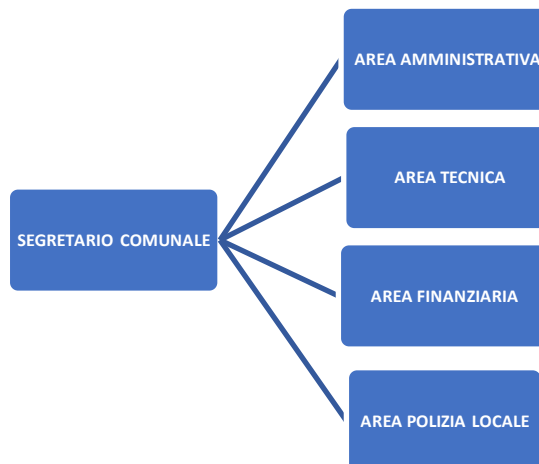 AREA AMMINISTRATIVA
AREA TECNICA
SEGRETARIO COMUNALE
AREA FINANZIARIA
AREA POLIZIA LOCALE